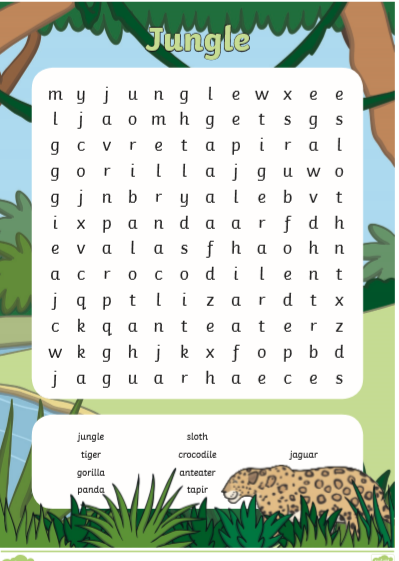 Jungle
m y j u n g l e w x e e
l j a o m h g e t s g s
g c v r e t a p i r a l
g o r i l l a j g u w o
g j n b r y a l e b v t
i x p a n d a a r f d h
e v a l a s f h a o h n
a c r o c o d i l e n t
j q p t l i z a r d t x
c k q a n t e a t e r z
w k g h j k x f o p b d
j a g u a r h a e c e s
jungle
tiger
gorilla
panda
sloth
crocodile
anteater
tapir
jaguar